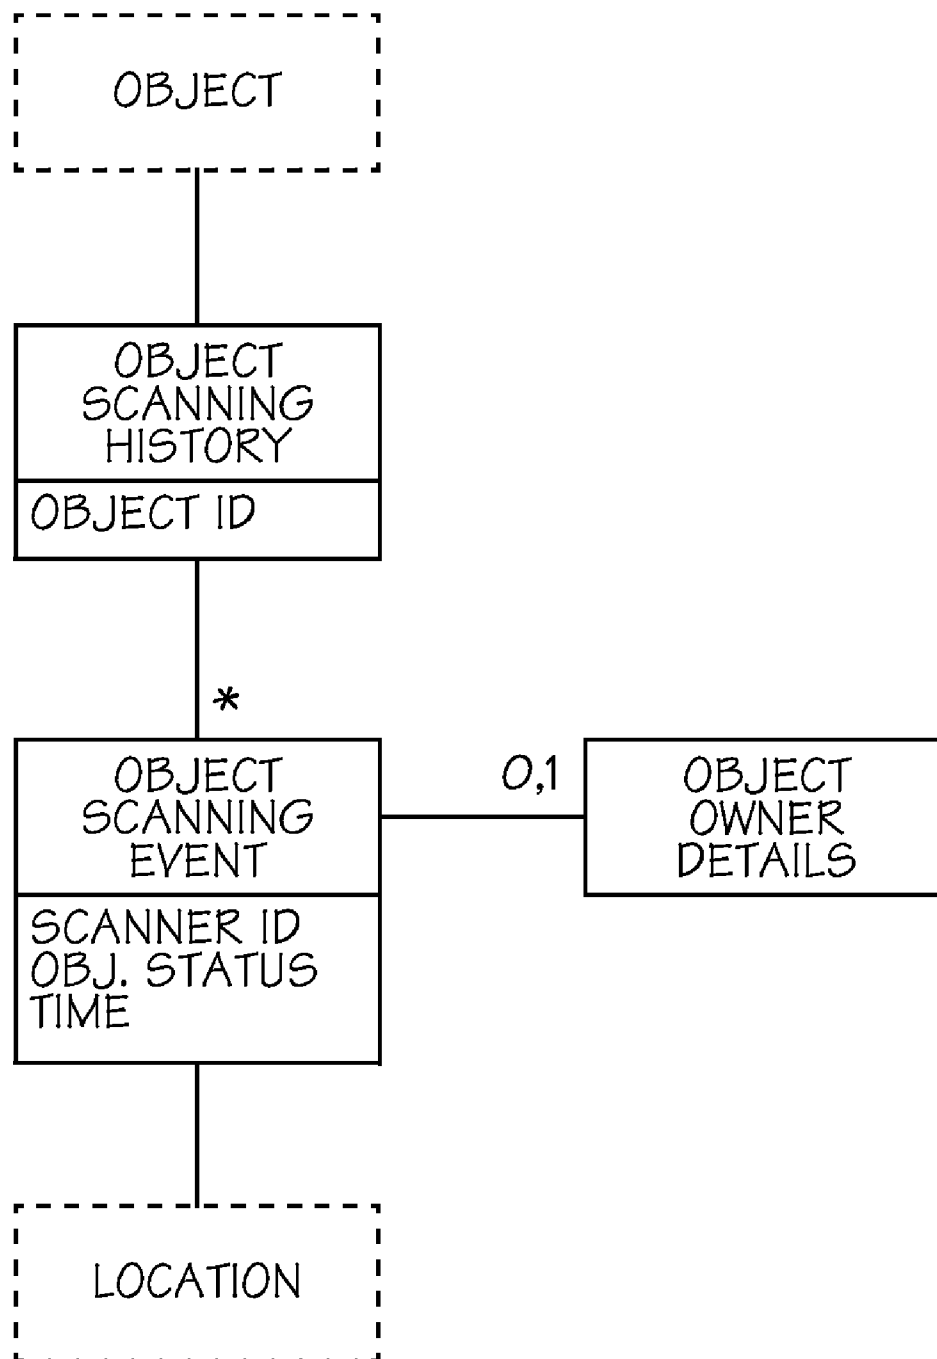 OBJECT
OBJECT
SCANNING
HISTORY
OBJECT ID
*
OBJECT
SCANNING
EVENT
0,1
OBJECT
OWNER
DETAILS
SCANNER ID
OBJ. STATUS
TIME
LOCATION